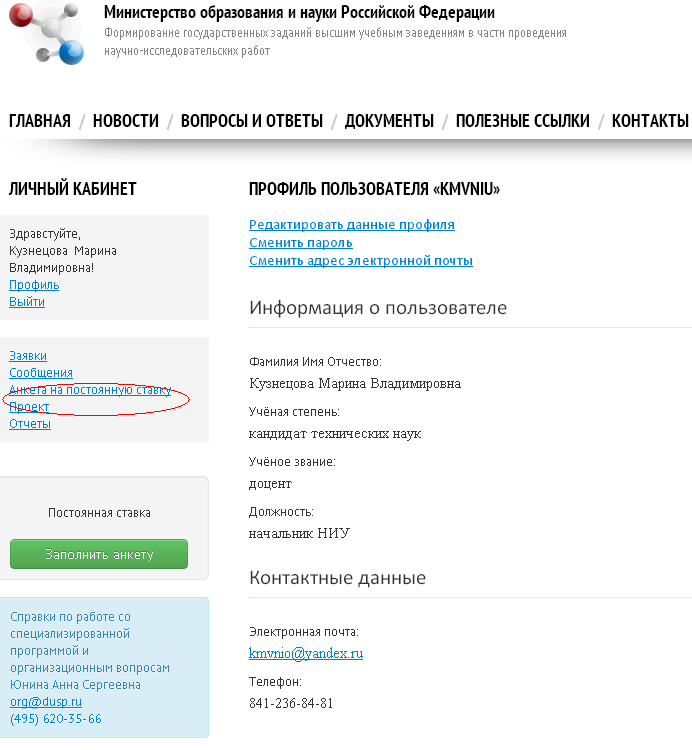 Министерство образования и науки Российской Федерации
Формирование государственных заданий высшим учебным заведениям в части проведения
научно-исследовательских работ
ГЛАВНАЯ / НОВОСТИ / ВОПРОСЫ И ОТВЕТЫ / ДОКУМЕНТЫ / ПОЛЕЗНЫЕ ССЫЛКИ / КОНТАКТЫ
ЛИЧНЫЙ КАБИНЕТ
Здравстуйте,
Кузнецова Марина
Владимировна!
Профиль
Выйти
Заявки
Сообщения
Анкета на постоянную ставку
Проект
Отчеты
Постоянная ставка
Заполнить анкету
Справки по работе со
специализированной
программой и
организационным вопросам
Юнина Анна Сергеевна
org@dusp.ru
(495) 620-35-66
ПРОФИЛЬ ПОЛЬЗОВАТЕЛЯ «KMVNIU»
Редактировать данные профиля
Сменить пароль
Сменить адрес электронной почты
Информация о пользователе
Фамилия Имя Отчество:
Кузнецова Марина Владимировна
Учёная степень:
кандидат технических наук
Учёное звание:
доцент
Должность:
начальник НИУ
Контактные данные
Электронная почта:
kmvnio@yandex.ru
Телефон:
841-236-84-81